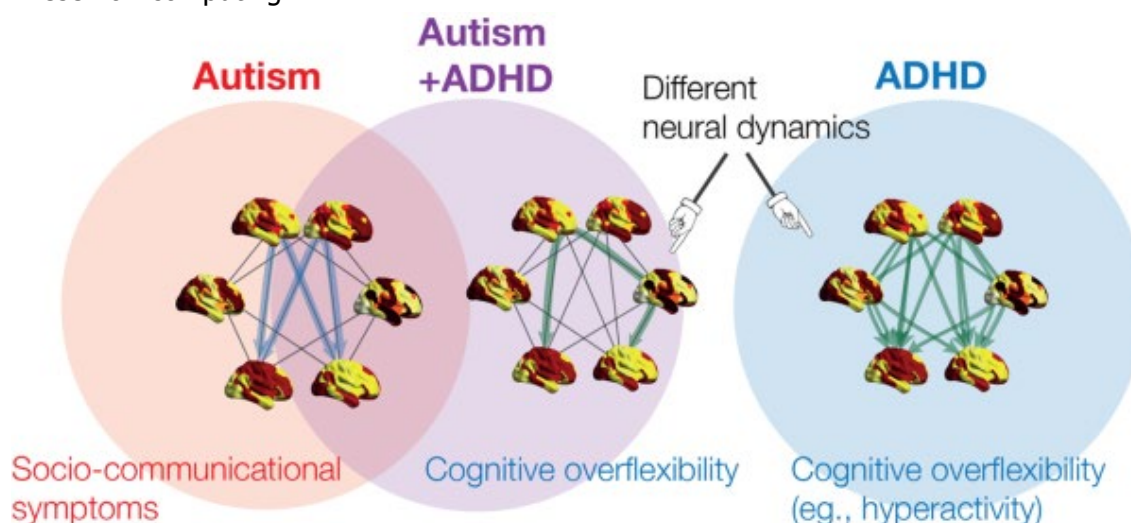 Autism
Autism
+ADHD
Different
neural dynamics
ADHD
Socio-communicational
symptoms
Cognitive overflexibility
Cognitive overflexibility
(eg., hyperactivity)